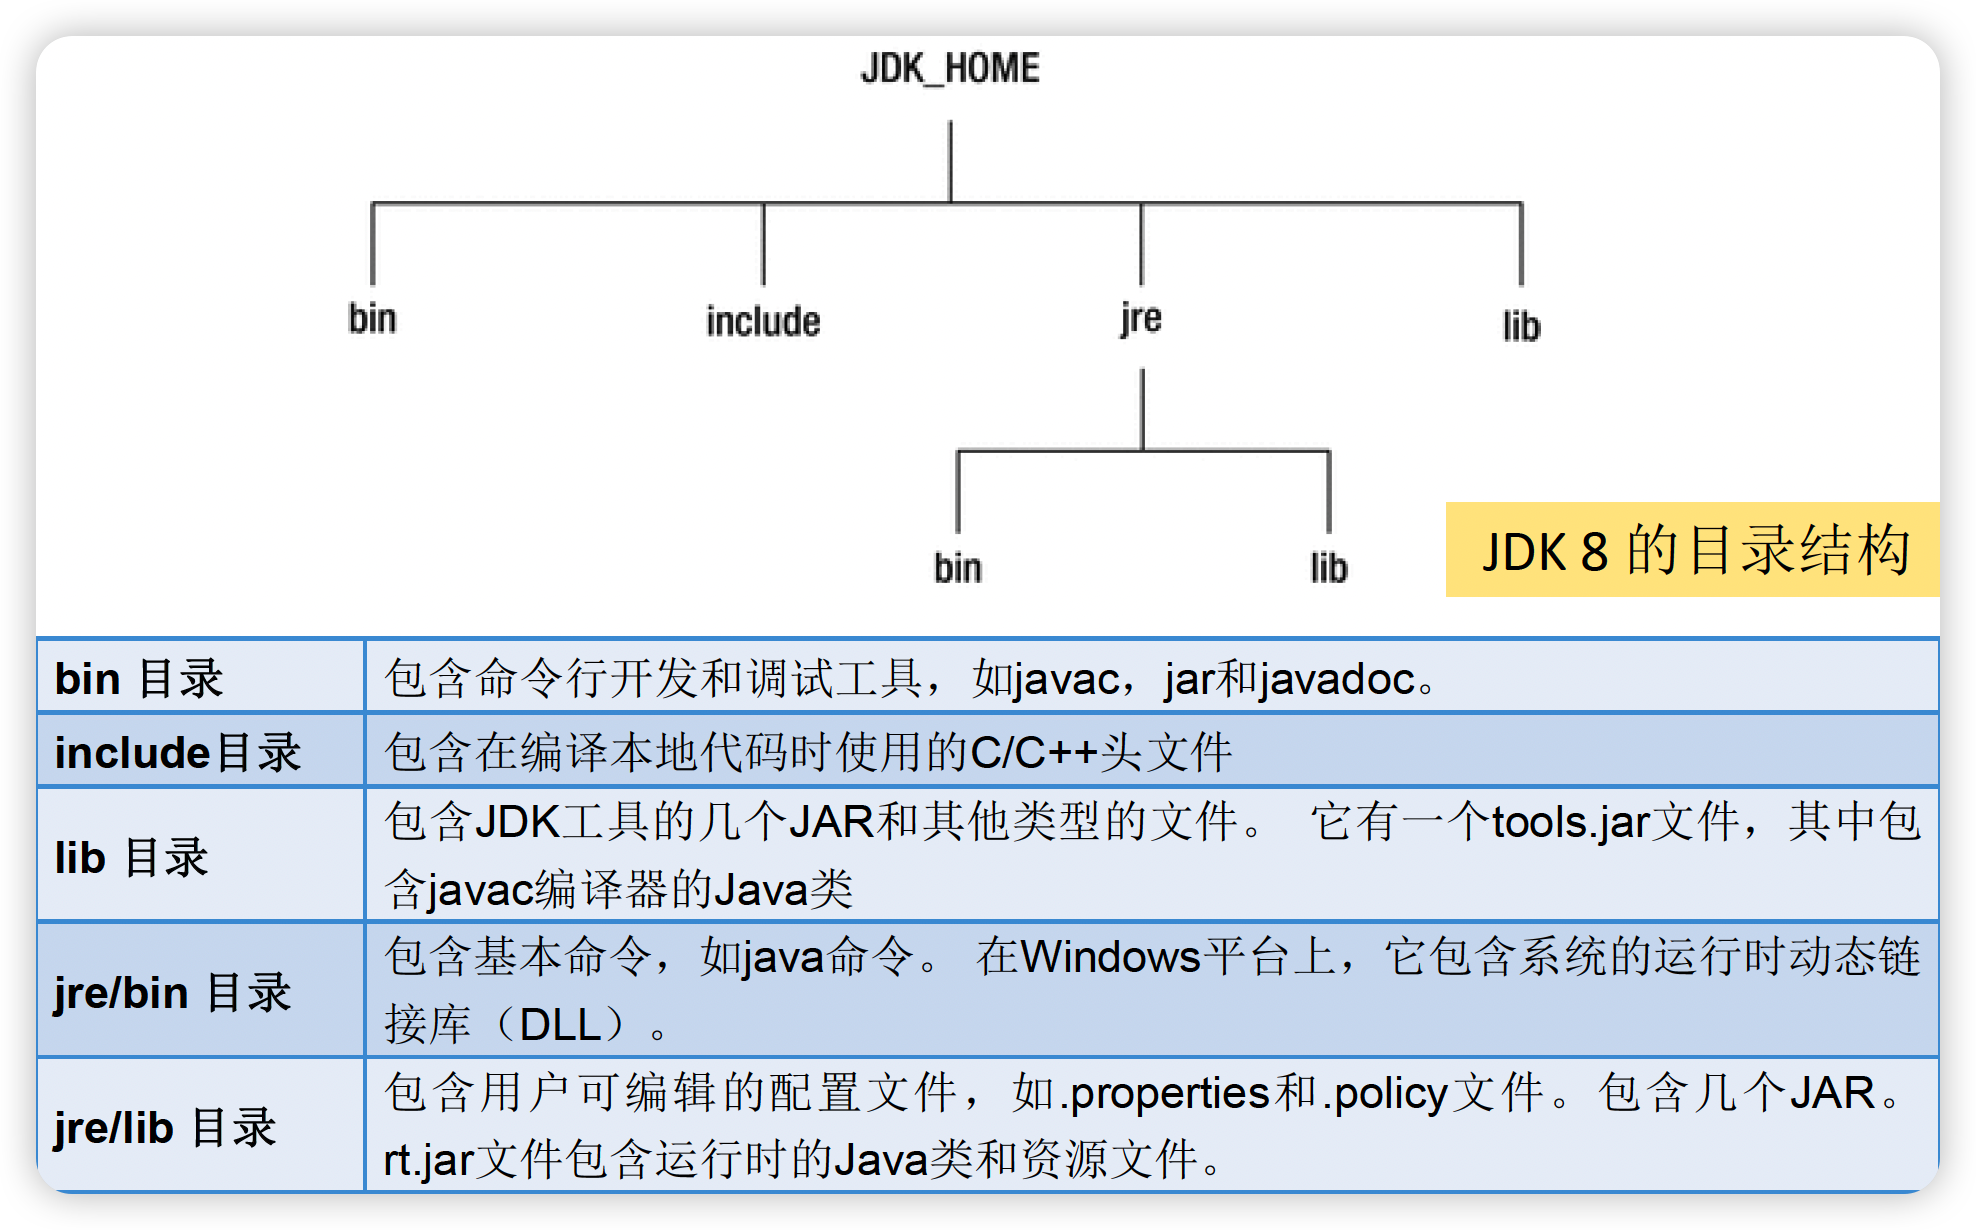 JDK_HOME
bin
include
jre
lib
bin
lib
JDK 8 的目录结构
bin 目录
包含命令行开发和调试工具，如javac，jar和javadoc。
include目录
包含在编译本地代码时使用的C/C++头文件
lib 目录
包含JDK工具的几个JAR和其他类型的文件。 它有一个tools.jar文件，其中包
含javac编译器的Java类
jre/bin 目录
包含基本命令，如java命令。 在Windows平台上，它包含系统的运行时动态链
接库（DLL）。
jre/lib 目录
包含用户可编辑的配置文件，如.properties和.policy文件。包含几个JAR。
rt.jar文件包含运行时的Java类和资源文件。